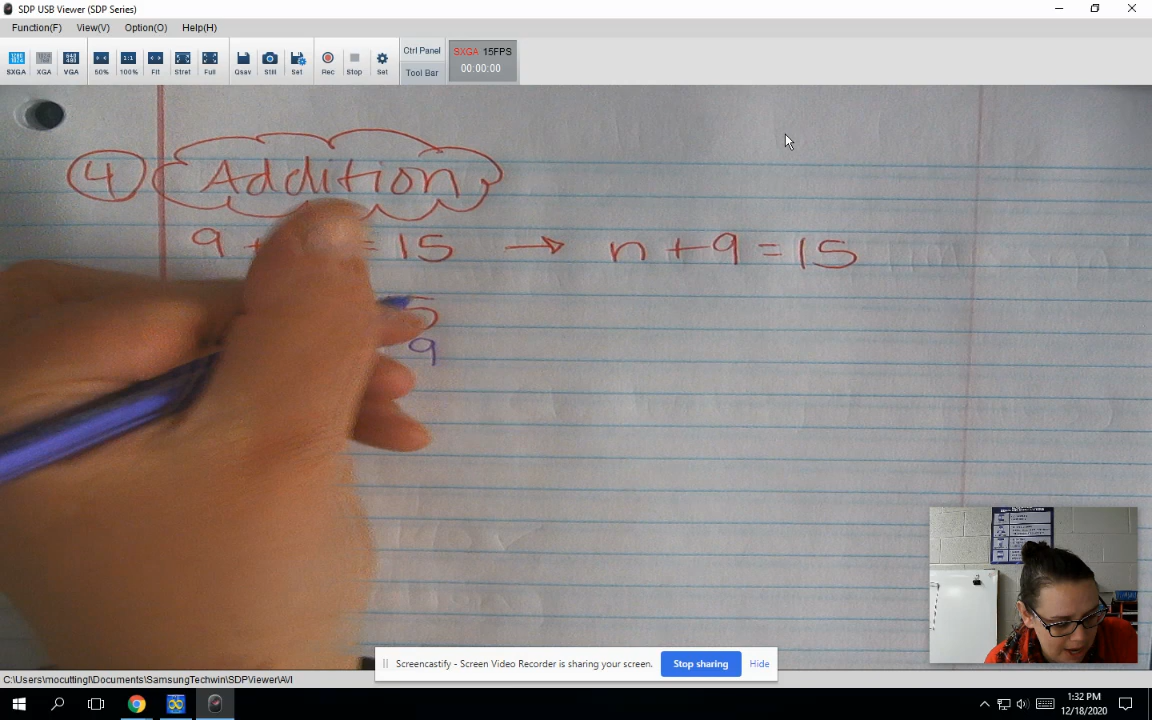 SDP USB Viewer (SDP Series)
Function(F) View(V) Option(O) Help(H)
SXGA XGA VGA 50% 100% Fit Stret Full Qsav Still Set Rec Stop Set Ctrl Panel Tool Bar SXGA 15FPS 00:00:00
4 Addition
9 + = 15 → n + 9 = 15
5
9
Screencastify - Screen Video Recorder is sharing your screen. Stop sharing Hide
C:\Users\mocuttingl\Documents\SamsungTechwin\SDPViewer\AVI
1:32 PM
12/18/2020